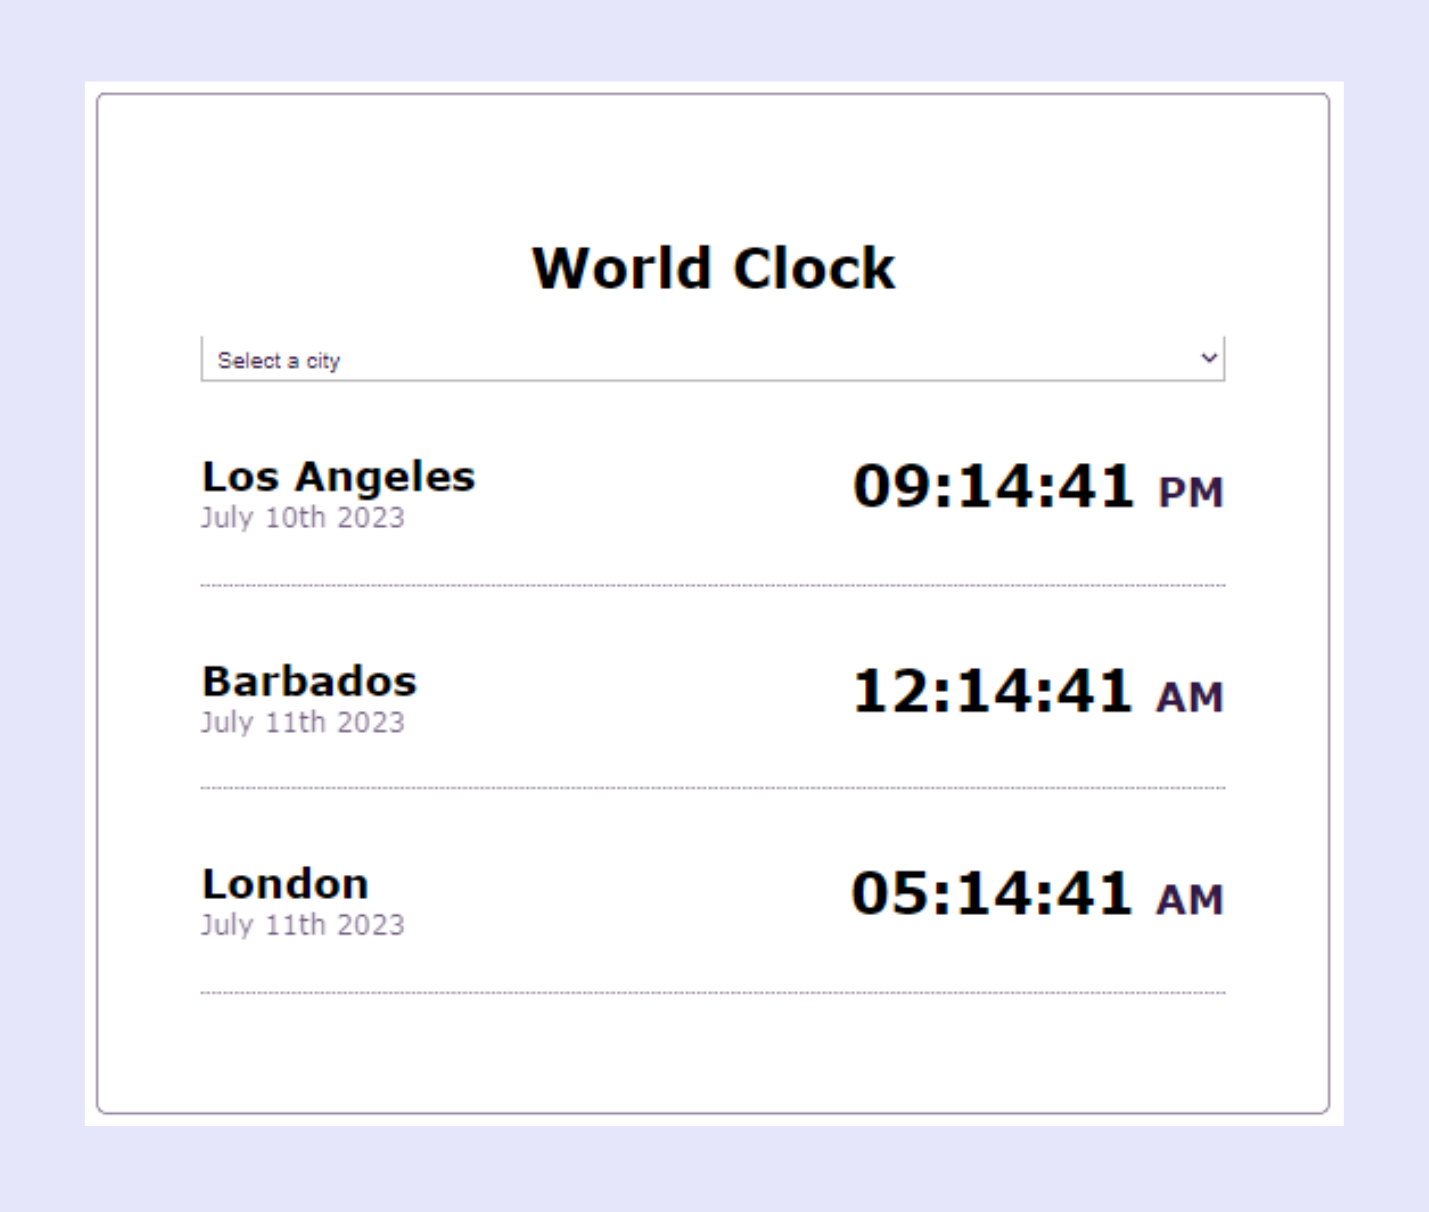 World Clock
Select a city
Los Angeles
09:14:41 PM
July 10th 2023
Barbados
12:14:41 AM
July 11th 2023
London
05:14:41 AM
July 11th 2023